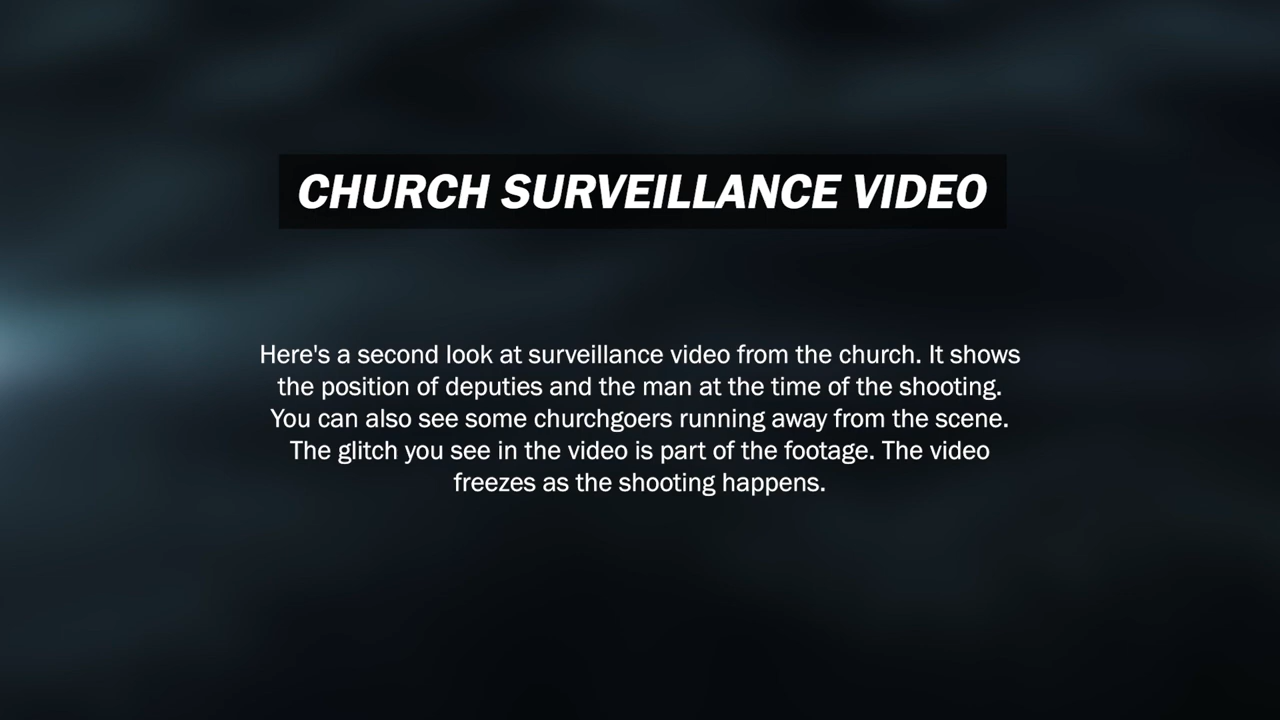 CHURCH SURVEILLANCE VIDEO
Here's a second look at surveillance video from the church. It shows
the position of deputies and the man at the time of the shooting.
You can also see some churchgoers running away from the scene.
The glitch you see in the video is part of the footage. The video
freezes as the shooting happens.